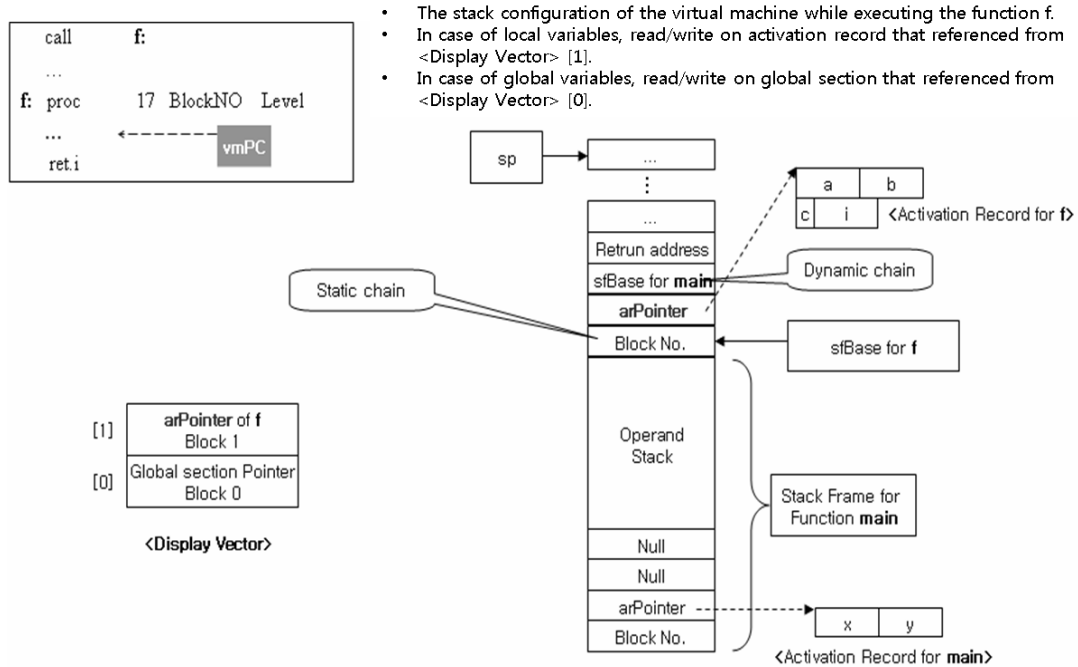 call f:
...
f: proc 17 BlockNO Level
...
vmPC
ret.i
• The stack configuration of the virtual machine while executing the function f.
• In case of local variables, read/write on activation record that referenced from
<Display Vector> [1].
• In case of global variables, read/write on global section that referenced from
<Display Vector> [0].
sp
...
⋮
...
Retrun address
sfBase for main
arPointer
Block No.
Operand
Stack
Null
Null
arPointer
Block No.
a b
c i
<Activation Record for f>
Dynamic chain
Static chain
sfBase for f
[1] arPointer of f
Block 1
[0] Global section Pointer
Block 0
<Display Vector>
Stack Frame for
Function main
x y
<Activation Record for main>